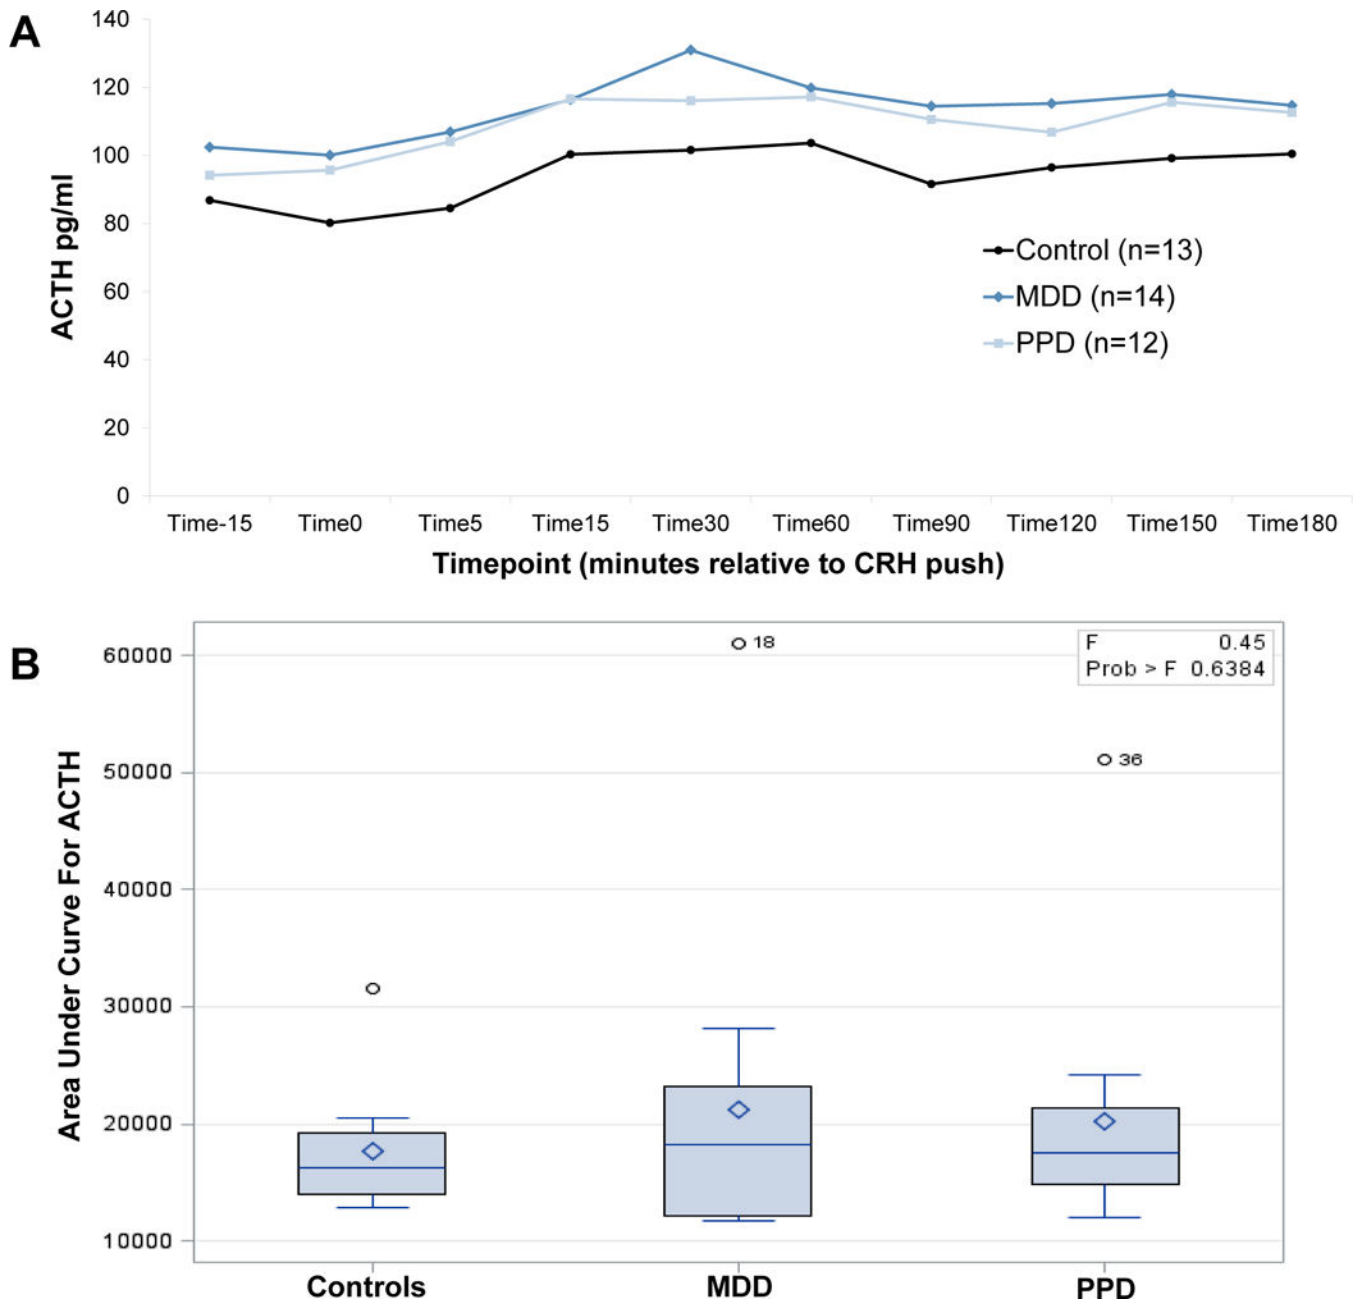 A
140
120
100
80
60
40
20
0
ACTH pg/ml
Control (n=13)
MDD (n=14)
PPD (n=12)
Time-15 Time0 Time5 Time15 Time30 Time60 Time90 Time120 Time150 Time180
Timepoint (minutes relative to CRH push)
B
60000
50000
40000
30000
20000
10000
Area Under Curve For ACTH
18
F 0.45
Prob > F 0.6384
36
Controls MDD PPD